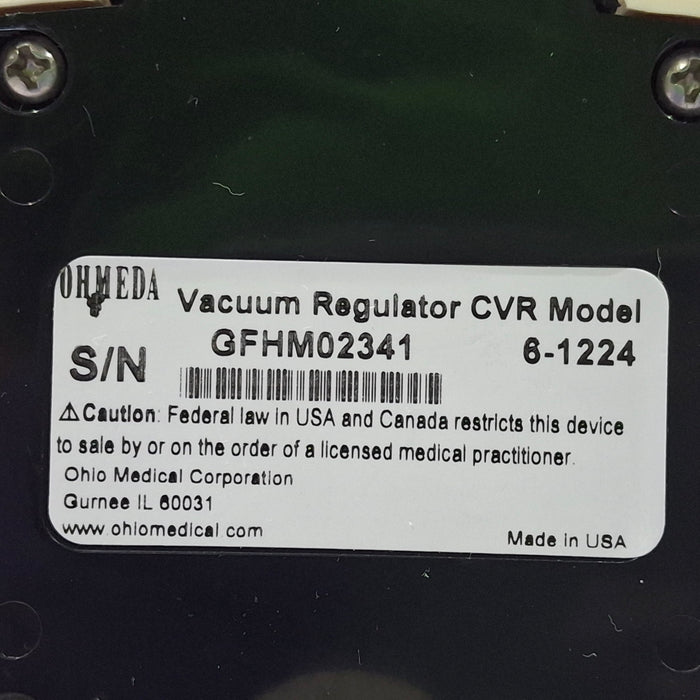 OHMEDA
Vacuum Regulator CVR Model
S/N GFHM02341 6-1224
⚠Caution: Federal law in USA and Canada restricts this device
to sale by or on the order of a licensed medical practitioner.
Ohio Medical Corporation
Gurnee IL 60031
www.ohiomedical.com
Made in USA